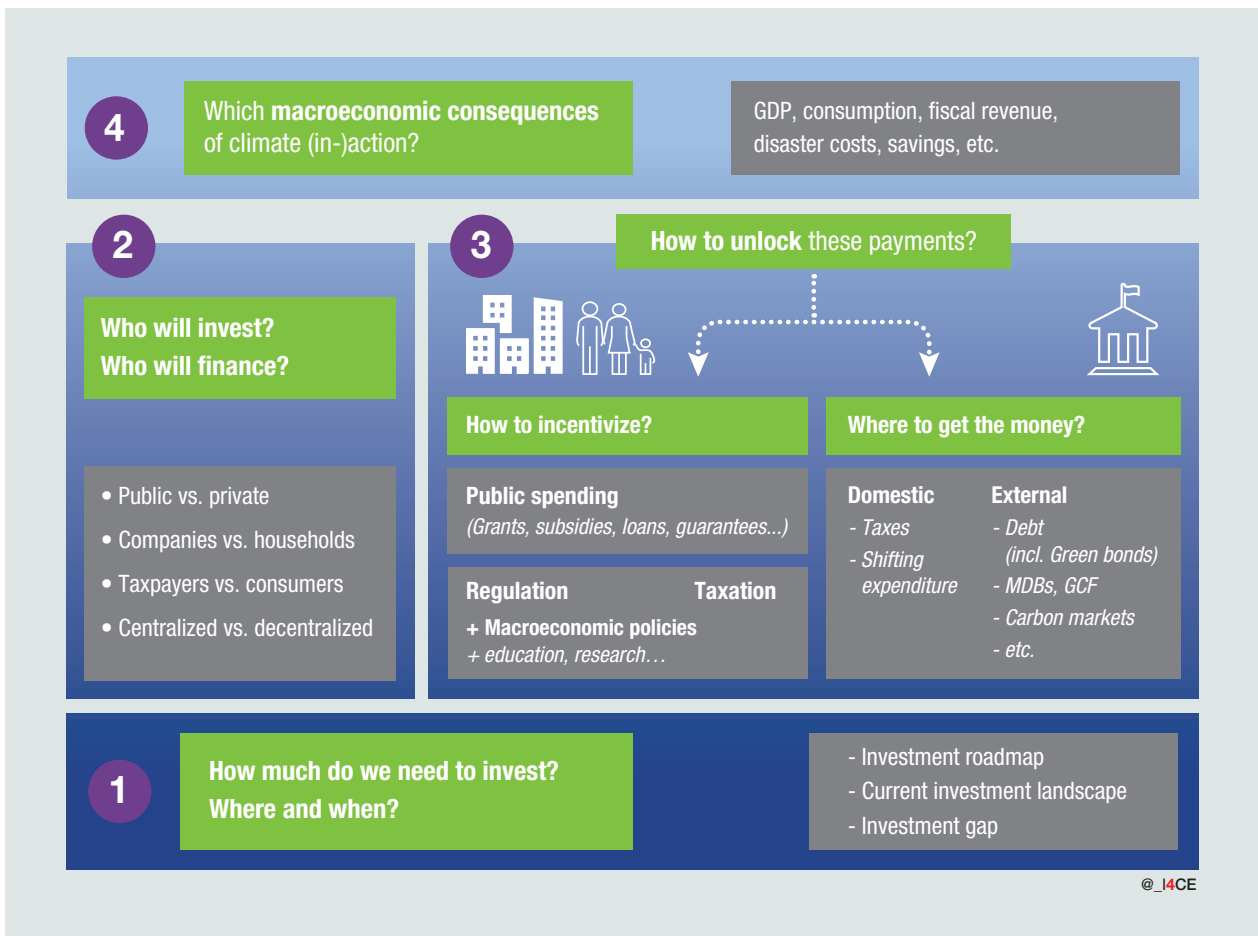 4
Which macroeconomic consequences
of climate (in-)action?
GDP, consumption, fiscal revenue,
disaster costs, savings, etc.
2
Who will invest?
Who will finance?
• Public vs. private
• Companies vs. households
• Taxpayers vs. consumers
• Centralized vs. decentralized
3
How to unlock these payments?
How to incentivize?
Public spending
(Grants, subsidies, loans, guarantees...)
Regulation Taxation
+ Macroeconomic policies
+ education, research…
Where to get the money?
Domestic
- Taxes
- Shifting
expenditure
External
- Debt
(incl. Green bonds)
- MDBs, GCF
- Carbon markets
- etc.
1
How much do we need to invest?
Where and when?
- Investment roadmap
- Current investment landscape
- Investment gap
@_I4CE